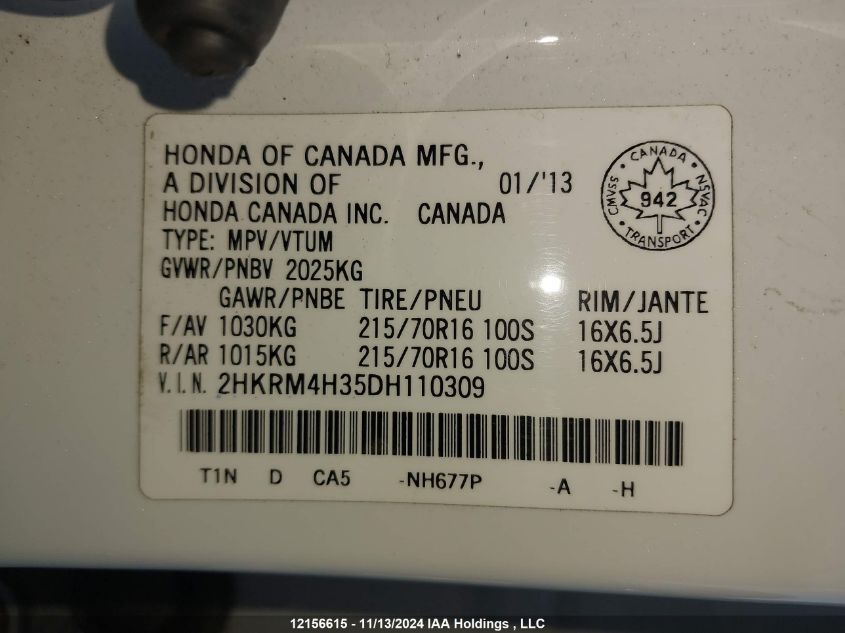 HONDA OF CANADA MFG.,
A DIVISION OF 01/'13
HONDA CANADA INC. CANADA
TYPE: MPV/VTUM
GVWR/PNBV 2025KG
GAWR/PNBE TIRE/PNEU RIM/JANTE
F/AV 1030KG 215/70R16 100S 16X6.5J
R/AR 1015KG 215/70R16 100S 16X6.5J
V.I.N. 2HKRM4H35DH110309
T1N D CA5 -NH677P -A -H
CANADA
CMVSS 942 NSVAC
TRANSPORT
12156615 - 11/13/2024 IAA Holdings , LLC